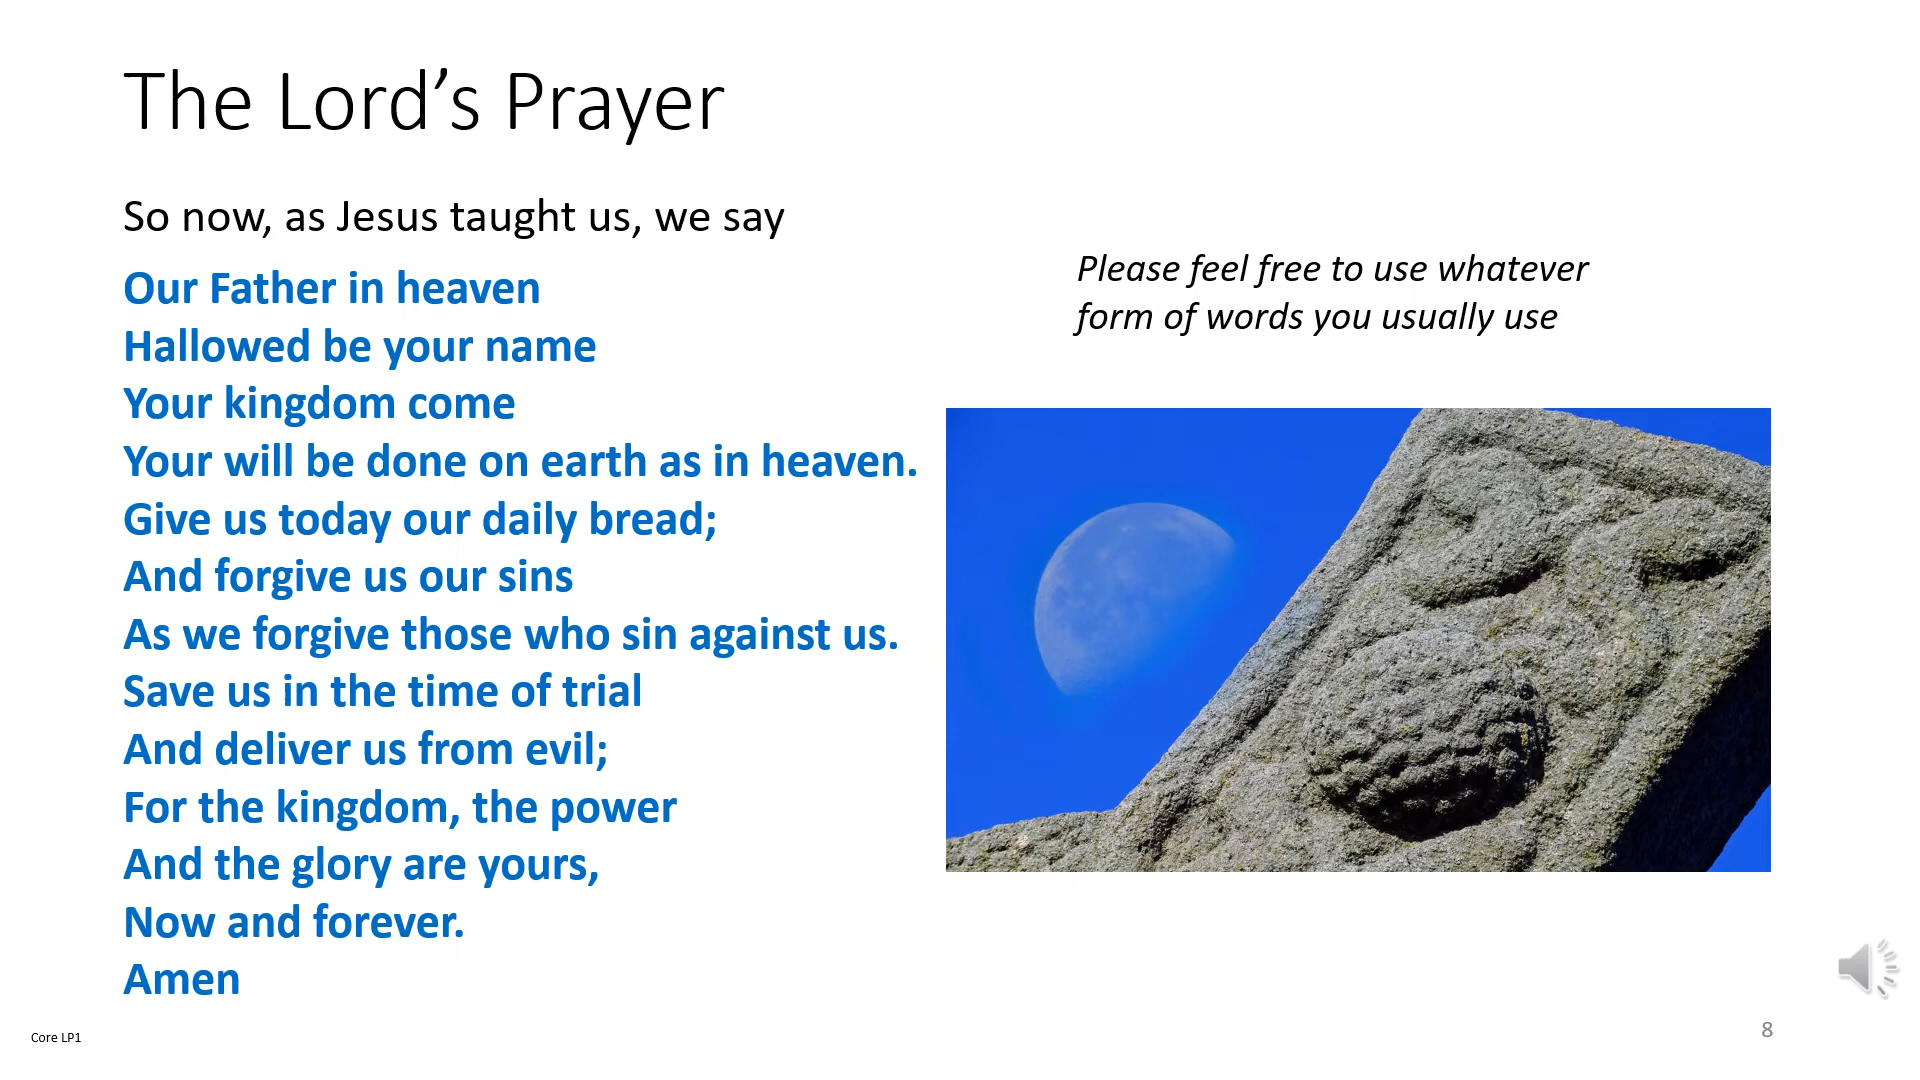 The Lord’s Prayer
So now, as Jesus taught us, we say
Our Father in heaven
Hallowed be your name
Your kingdom come
Your will be done on earth as in heaven.
Give us today our daily bread;
And forgive us our sins
As we forgive those who sin against us.
Save us in the time of trial
And deliver us from evil;
For the kingdom, the power
And the glory are yours,
Now and forever.
Amen
Please feel free to use whatever
form of words you usually use
Core LP1
8